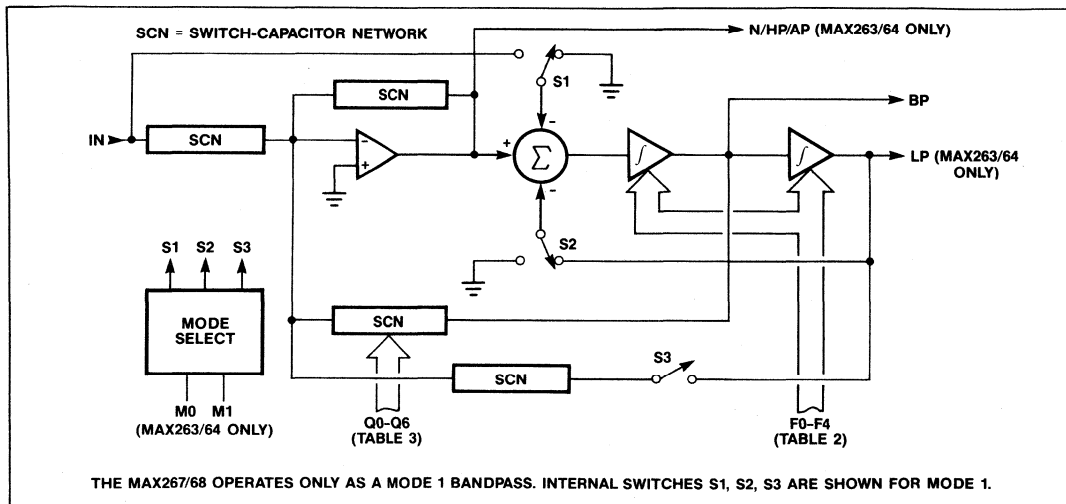 SCN = SWITCH-CAPACITOR NETWORK
N/HP/AP (MAX263/64 ONLY)
S1
SCN
BP
IN
SCN
−
+
+
−
Σ
−
∫
∫
LP (MAX263/64
ONLY)
S1 S2 S3
S2
MODE
SELECT
SCN
S3
SCN
M0 M1
(MAX263/64 ONLY)
Q0–Q6
(TABLE 3)
F0–F4
(TABLE 2)
THE MAX267/68 OPERATES ONLY AS A MODE 1 BANDPASS. INTERNAL SWITCHES S1, S2, S3 ARE SHOWN FOR MODE 1.